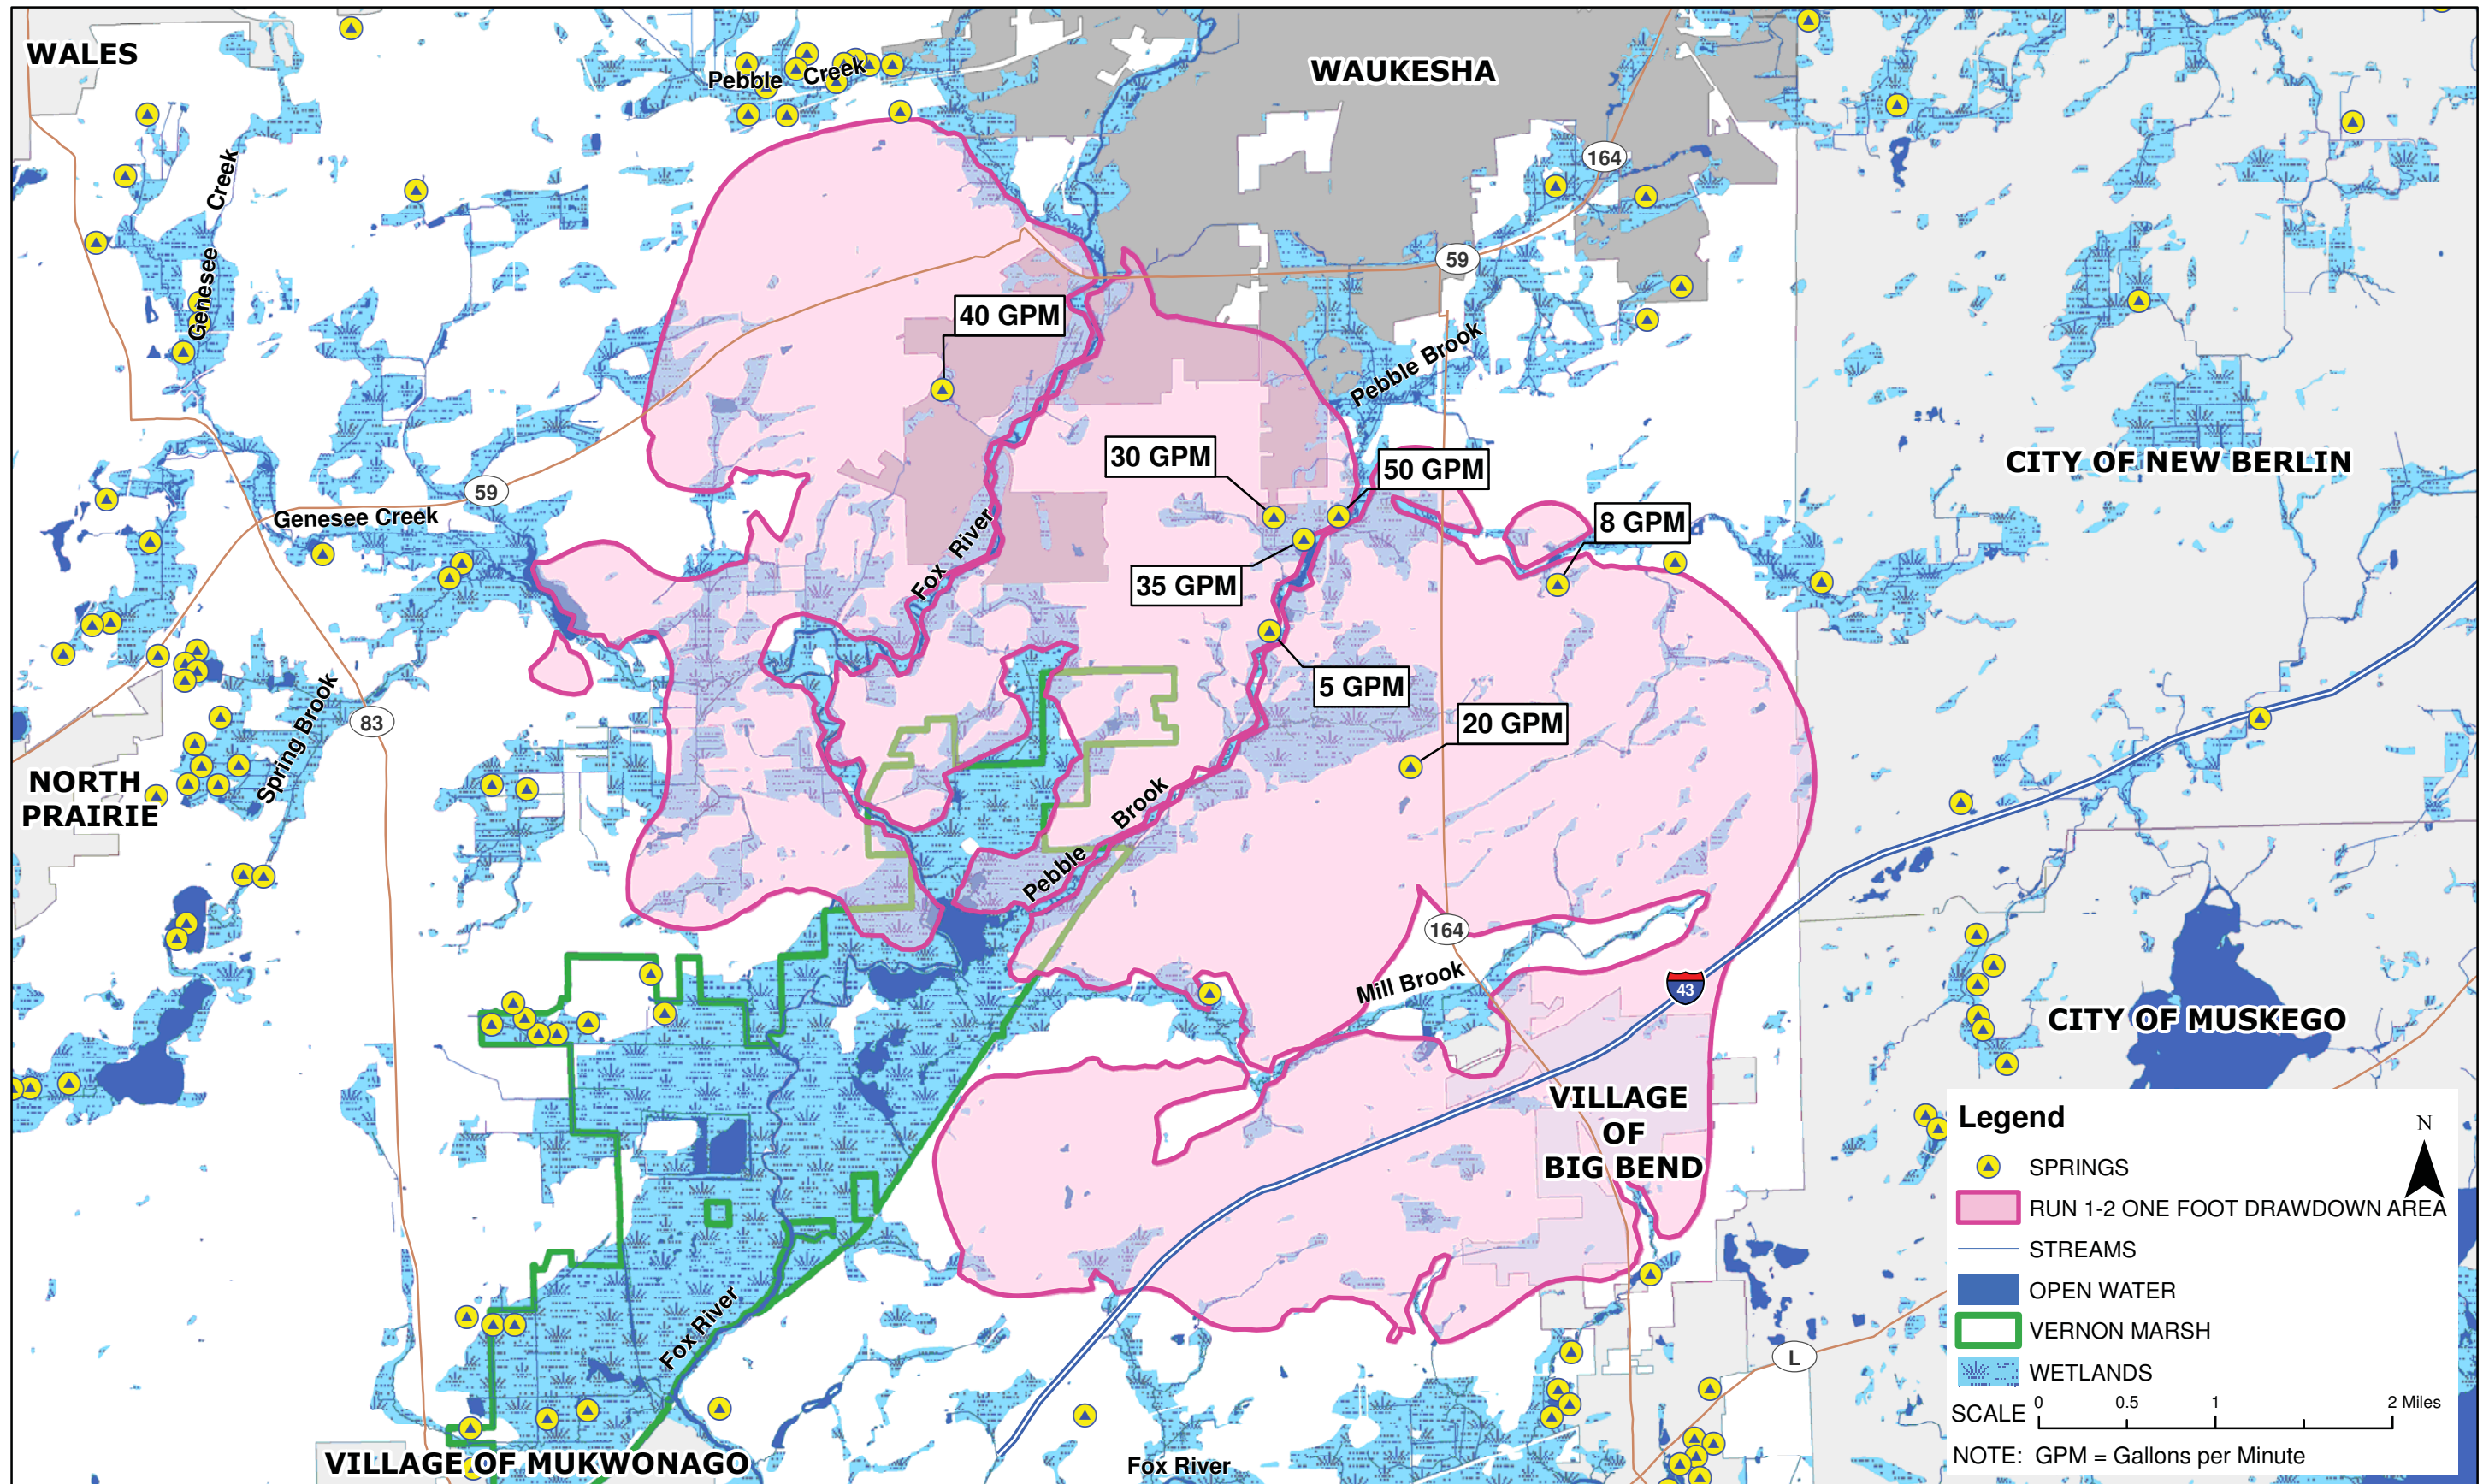 WALES
Pebble Creek
WAUKESHA
164
Genesee Creek
59
Genesee
40 GPM
Pebble Brook
30 GPM
50 GPM
CITY OF NEW BERLIN
59
Genesee Creek
8 GPM
Fox River
35 GPM
5 GPM
83
Spring Brook
20 GPM
NORTH
PRAIRIE
Pebble Brook
164
Mill Brook
43
CITY OF MUSKEGO
VILLAGE
OF
BIG BEND
Fox River
L
VILLAGE OF MUKWONAGO
Fox River
Legend
N
SPRINGS
RUN 1-2 ONE FOOT DRAWDOWN AREA
STREAMS
OPEN WATER
VERNON MARSH
WETLANDS
SCALE 0 0.5 1 2 Miles
NOTE: GPM = Gallons per Minute